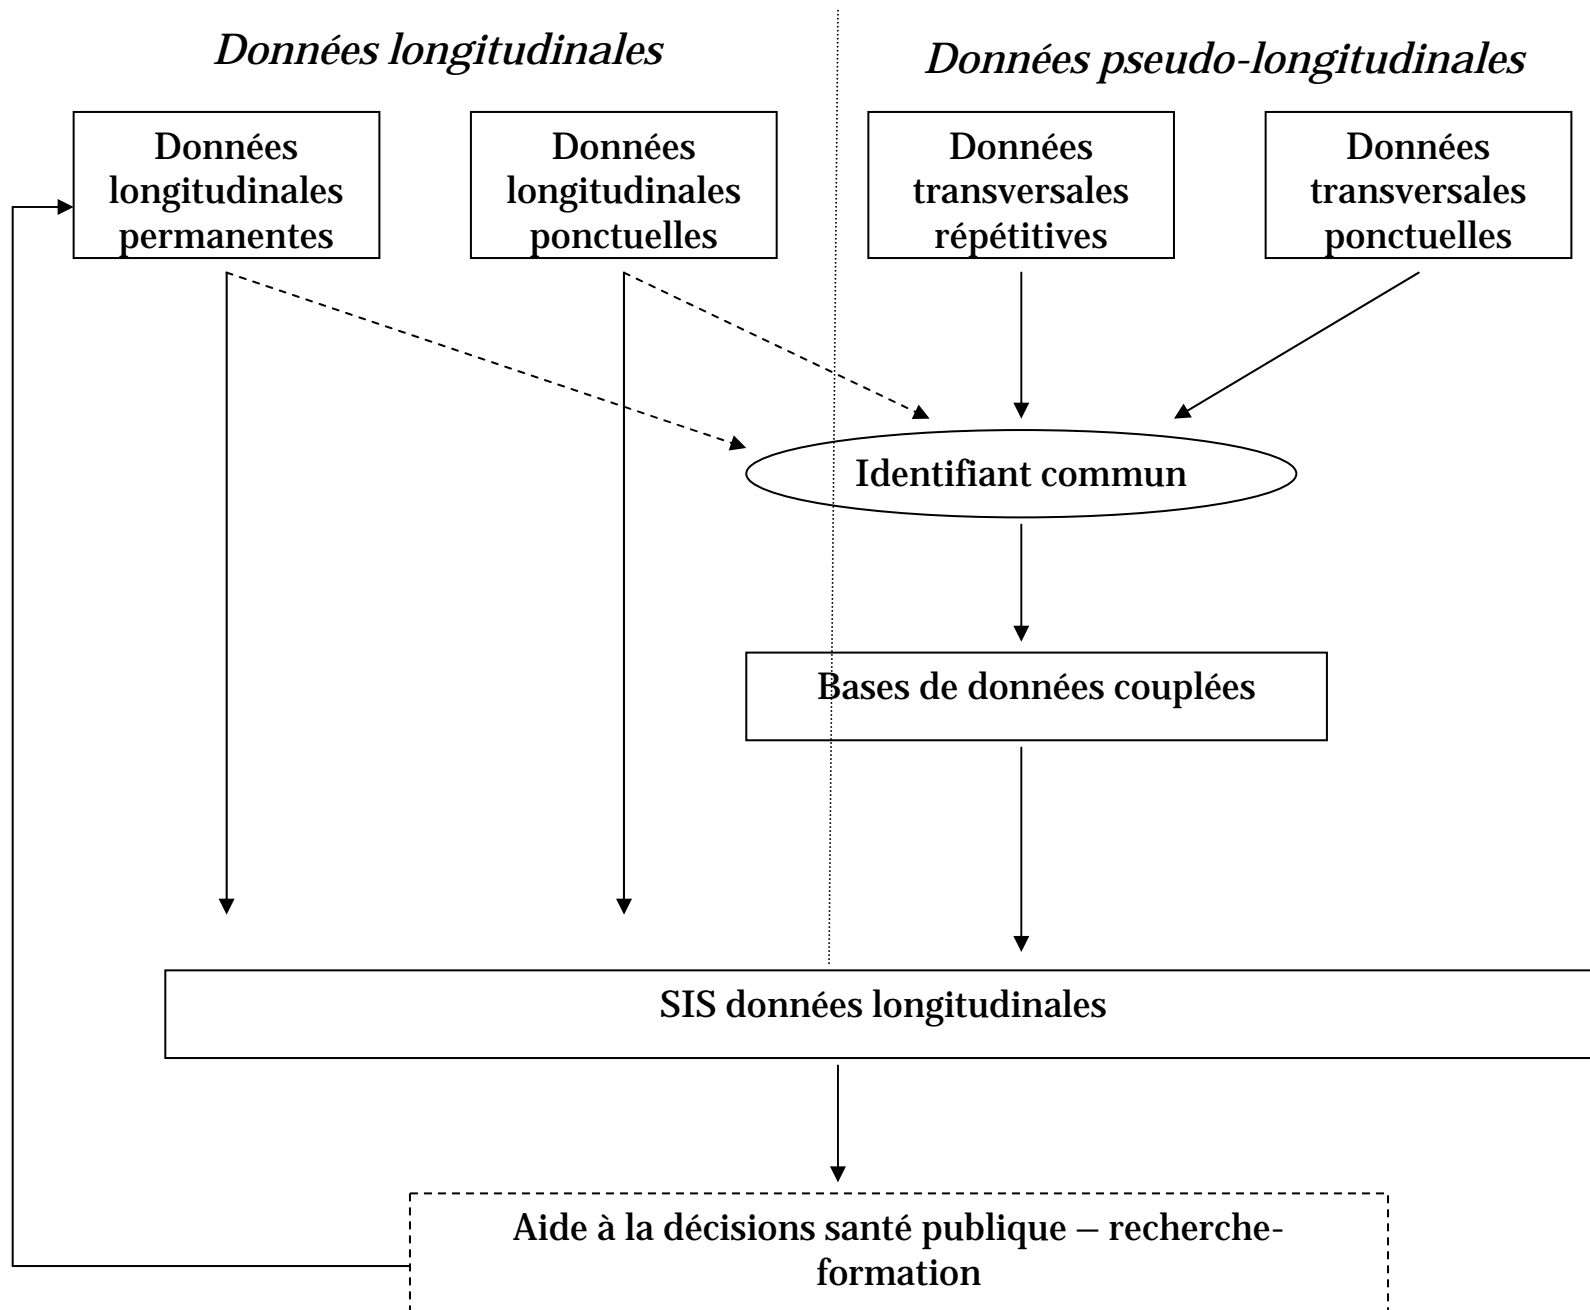 Données longitudinales
Données pseudo-longitudinales
Données
longitudinales
permanentes
Données
longitudinales
ponctuelles
Données
transversales
répétitives
Données
transversales
ponctuelles
Identifiant commun
Bases de données couplées
SIS données longitudinales
Aide à la décisions santé publique – recherche-
formation